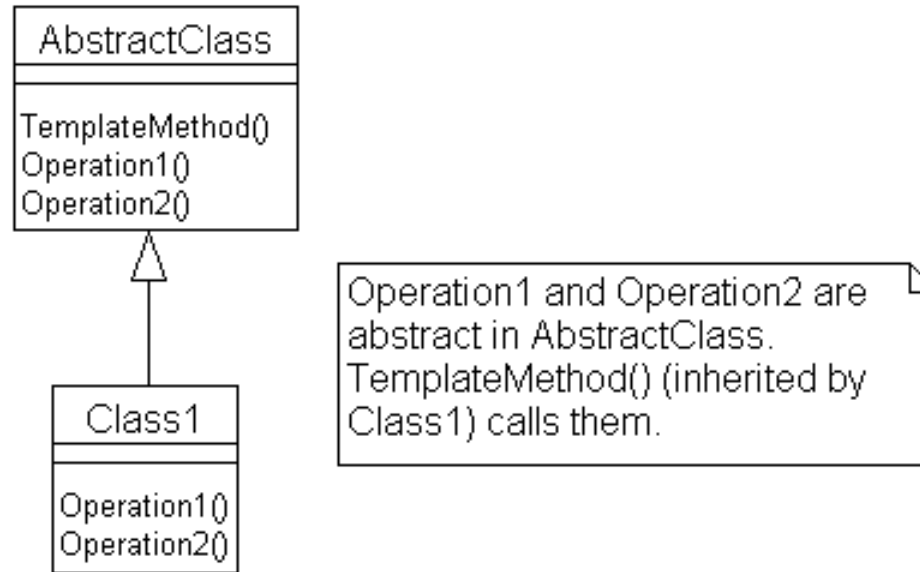 AbstractClass
TemplateMethod()
Operation1()
Operation2()
Operation1 and Operation2 are
abstract in AbstractClass.
TemplateMethod() (inherited by
Class1) calls them.
Class1
Operation1()
Operation2()